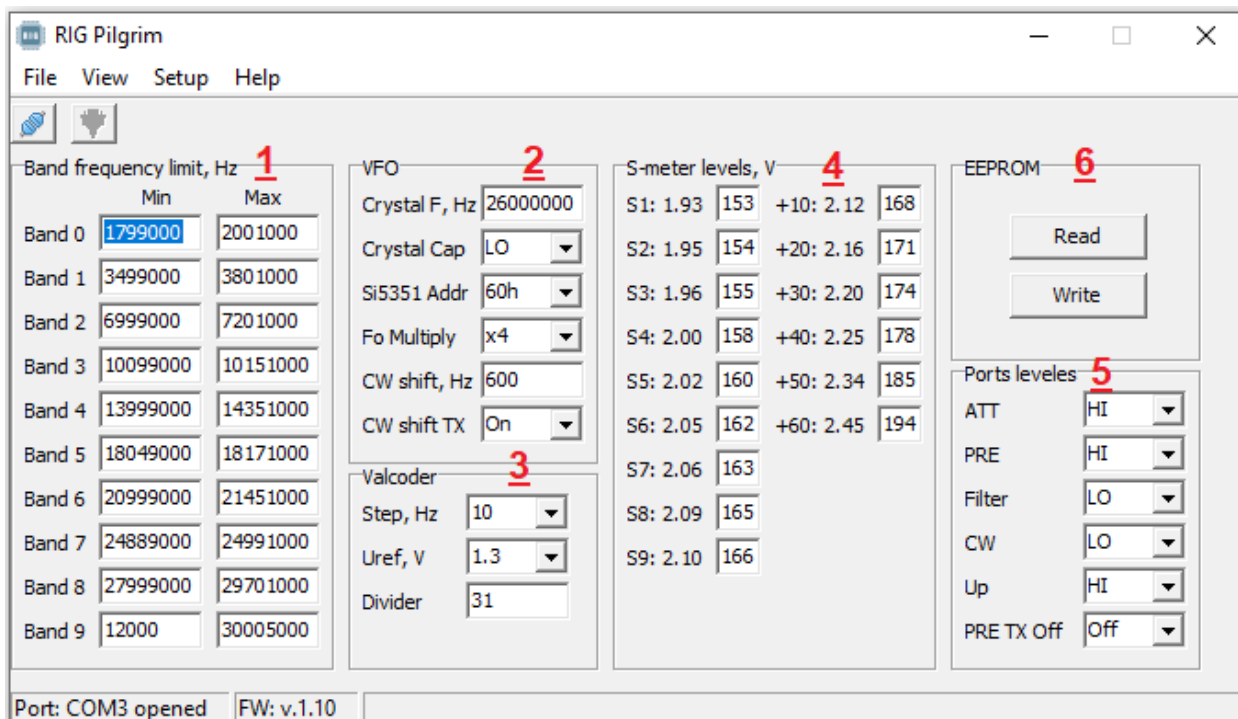 RIG Pilgrim
File View Setup Help
Band frequency limit, Hz 1
Min Max
Band 0 1799000 2001000
Band 1 3499000 3801000
Band 2 6999000 7201000
Band 3 10099000 10151000
Band 4 13999000 14351000
Band 5 18049000 18171000
Band 6 20999000 21451000
Band 7 24889000 24991000
Band 8 27999000 29701000
Band 9 12000 30005000
VFO 2
Crystal F, Hz 26000000
Crystal Cap LO
Si5351 Addr 60h
Fo Multiply x4
CW shift, Hz 600
CW shift TX On
Valcoder 3
Step, Hz 10
Uref, V 1.3
Divider 31
S-meter levels, V 4
S1: 1.93 153 +10: 2.12 168
S2: 1.95 154 +20: 2.16 171
S3: 1.96 155 +30: 2.20 174
S4: 2.00 158 +40: 2.25 178
S5: 2.02 160 +50: 2.34 185
S6: 2.05 162 +60: 2.45 194
S7: 2.06 163
S8: 2.09 165
S9: 2.10 166
EEPROM 6
Read
Write
Ports leveles 5
ATT HI
PRE HI
Filter LO
CW LO
Up HI
PRE TX Off Off
Port: COM3 opened FW: v.1.10